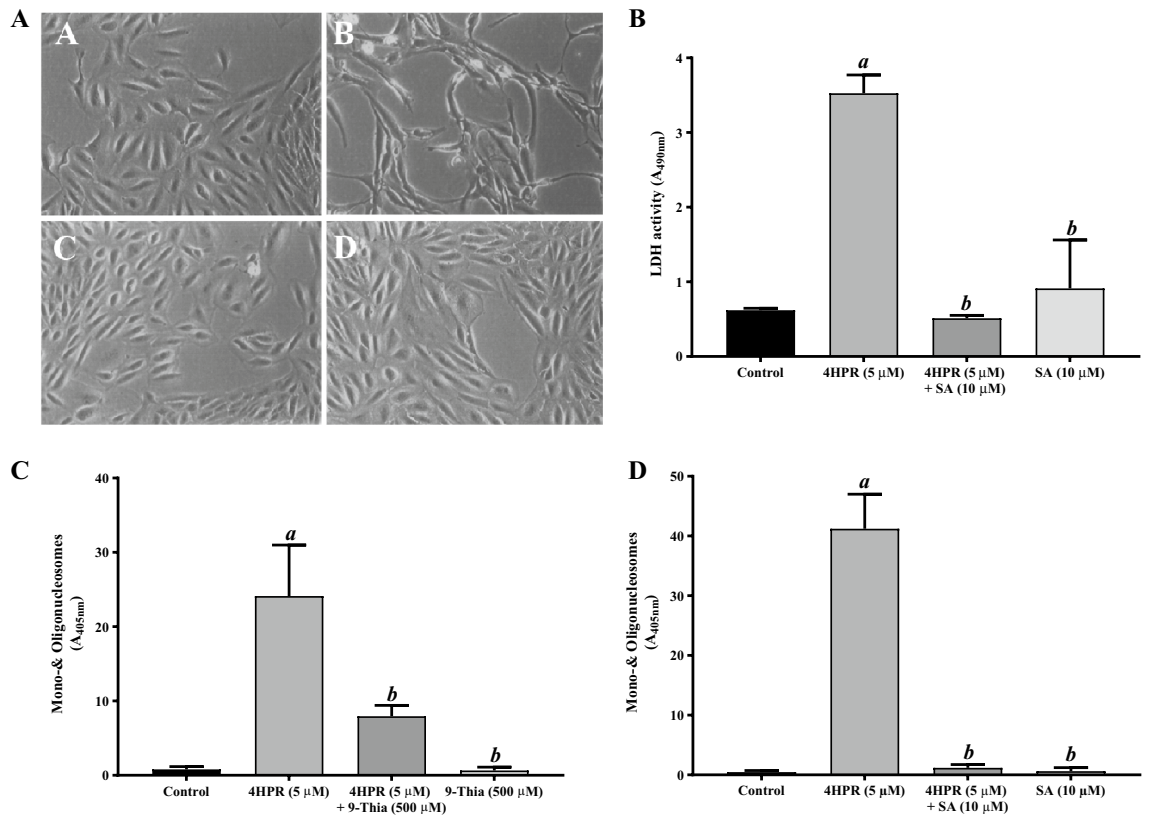 A
A
B
C
D
B
LDH activity (A490nm)
4
3
2
1
0
a
b
b
Control
4HPR (5 μM)
4HPR (5 μM)
+ SA (10 μM)
SA (10 μM)
C
Mono-& Oligonucleosomes
(A405nm)
40
30
20
10
0
a
b
b
Control
4HPR (5 μM)
4HPR (5 μM)
+ 9-Thia (500 μM)
9-Thia (500 μM)
D
Mono-& Oligonucleosomes
(A405nm)
50
40
30
20
10
0
a
b
b
Control
4HPR (5 μM)
4HPR (5 μM)
+ SA (10 μM)
SA (10 μM)